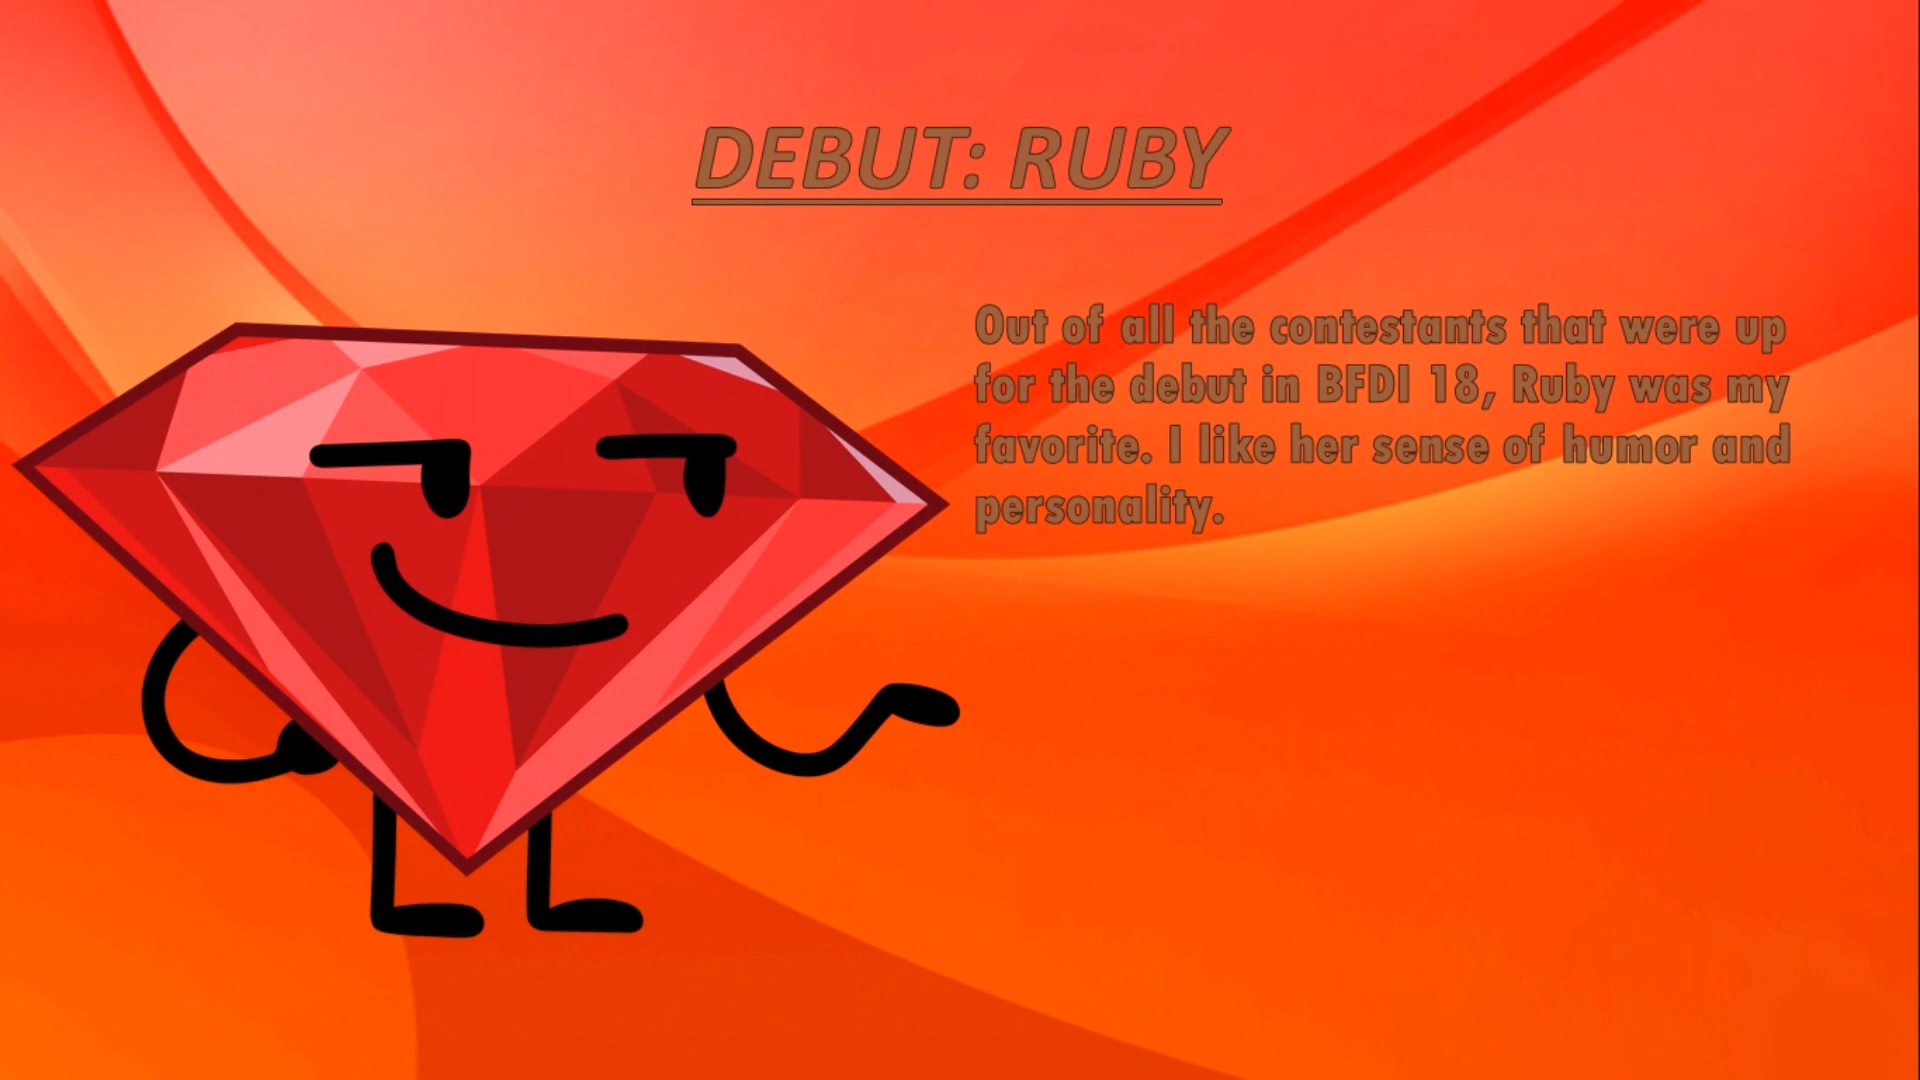 DEBUT: RUBY
Out of all the contestants that were up
for the debut in BFDI 18, Ruby was my
favorite. I like her sense of humor and
personality.